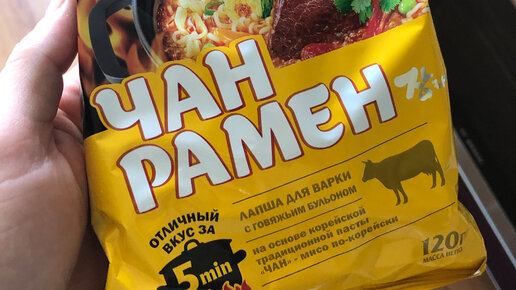 ЧАН
РАМЕН
ЛАПША ДЛЯ ВАРКИ
С ГОВЯЖЬИМ БУЛЬОНОМ
на основе корейской
традиционной пасты
«ЧАН» - мисо по-корейски
ОТЛИЧНЫЙ
ВКУС ЗА
5 min
120г
МАССА НЕТТО